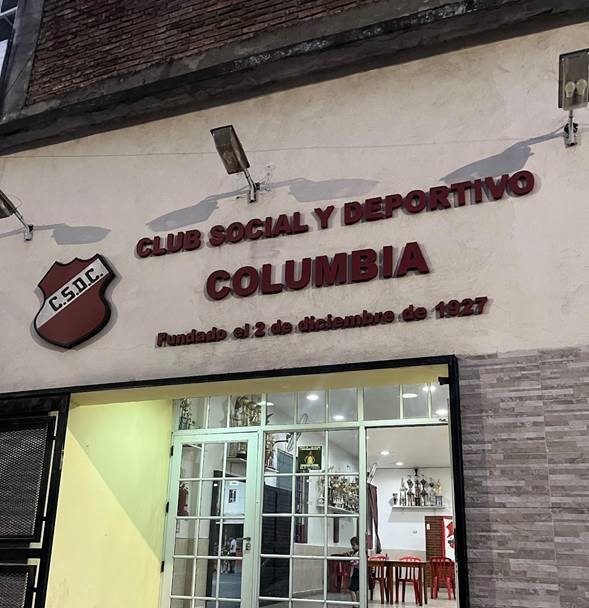 CLUB SOCIAL Y DEPORTIVO
COLUMBIA
C.S.D.C.
Fundado el 2 de diciembre de 1927